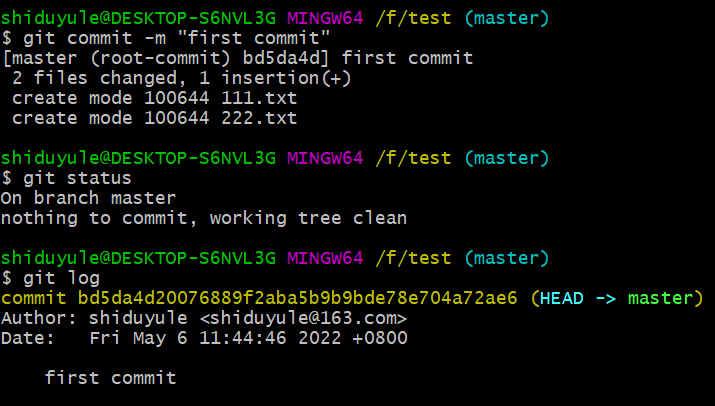 shiduyule@DESKTOP-S6NVL3G MINGW64 /f/test (master)
$ git commit -m "first commit"
[master (root-commit) bd5da4d] first commit
 2 files changed, 1 insertion(+)
 create mode 100644 111.txt
 create mode 100644 222.txt
shiduyule@DESKTOP-S6NVL3G MINGW64 /f/test (master)
$ git status
On branch master
nothing to commit, working tree clean
shiduyule@DESKTOP-S6NVL3G MINGW64 /f/test (master)
$ git log
commit bd5da4d20076889f2aba5b9b9bde78e704a72ae6 (HEAD -> master)
Author: shiduyule <shiduyule@163.com>
Date:   Fri May 6 11:44:46 2022 +0800
    first commit